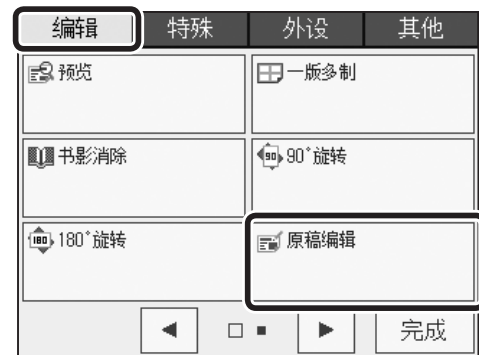 编辑 特殊 外设 其他
预览 一版多制
书影消除 90°旋转
180°旋转 原稿编辑
完成